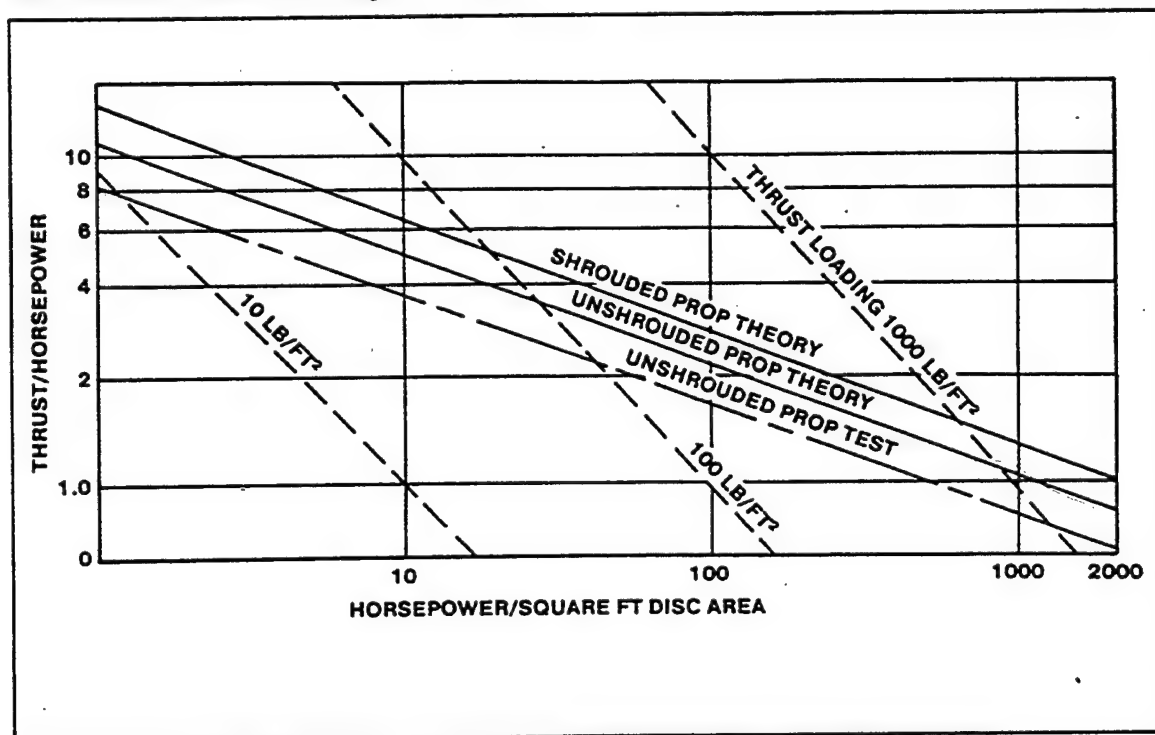 THRUST/HORSEPOWER
10
8
6
4
2
1.0
0
SHROUDED PROP THEORY
UNSHROUDED PROP THEORY
UNSHROUDED PROP TEST
THRUST LOADING 1000 LB/FT²
10 LB/FT²
100 LB/FT²
10
100
1000
2000
HORSEPOWER/SQUARE FT DISC AREA